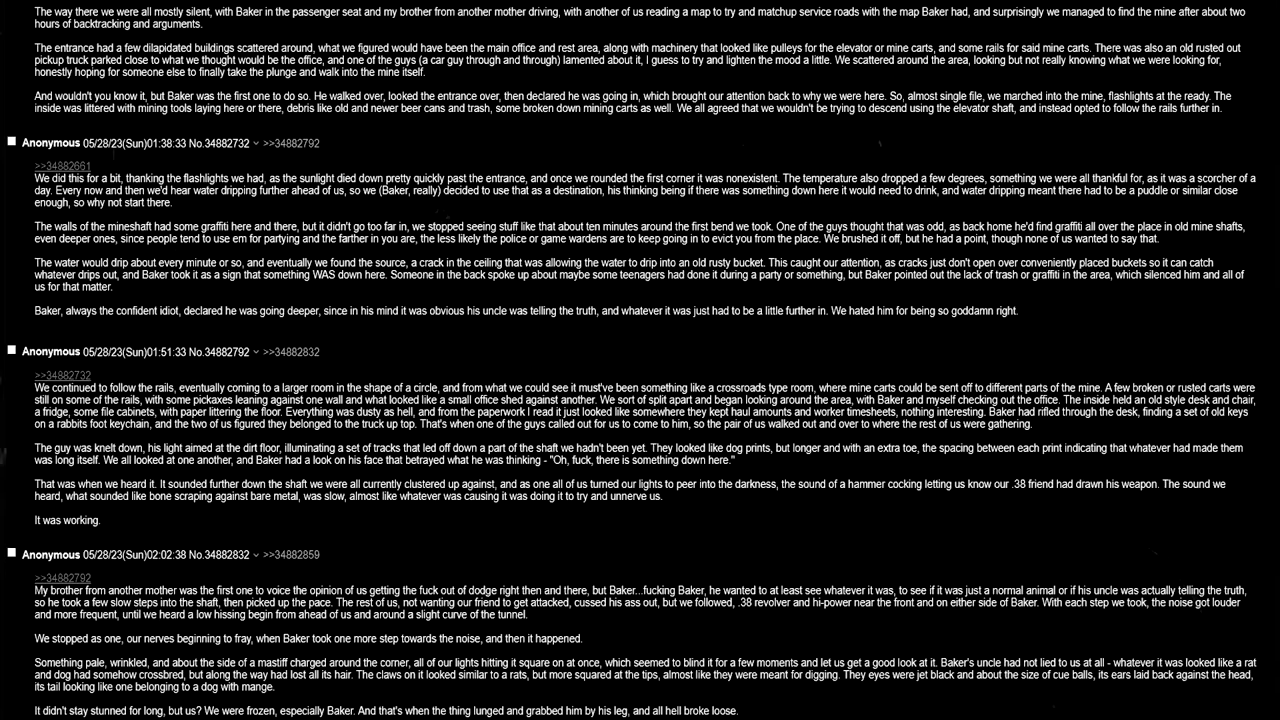 The way there we were all mostly silent, with Baker in the passenger seat and my brother from another mother driving, with another of us reading a map to try and matchup service roads with the map Baker had, and surprisingly we managed to find the mine after about two
hours of backtracking and arguments.
The entrance had a few dilapidated buildings scattered around, what we figured would have been the main office and rest area, along with machinery that looked like pulleys for the elevator or mine carts, and some rails for said mine carts. There was also an old rusted out
pickup truck parked close to what we thought would be the office, and one of the guys (a car guy through and through) lamented about it, I guess to try and lighten the mood a little. We scattered around the area, looking but not really knowing what we were looking for,
honestly hoping for someone else to finally take the plunge and walk into the mine itself.
And wouldn't you know it, but Baker was the first one to do so. He walked over, looked the entrance over, then declared he was going in, which brought our attention back to why we were here. So, almost single file, we marched into the mine, flashlights at the ready. The
inside was littered with mining tools laying here or there, debris like old and newer beer cans and trash, some broken down mining carts as well. We all agreed that we wouldn't be trying to descend using the elevator shaft, and instead opted to follow the rails further in.
Anonymous 05/28/23(Sun)01:38:33 No.34882732 >>34882792
>>34882661
We did this for a bit, thanking the flashlights we had, as the sunlight died down pretty quickly past the entrance, and once we rounded the first corner it was nonexistent. The temperature also dropped a few degrees, something we were all thankful for, as it was a scorcher of a
day. Every now and then we'd hear water dripping further ahead of us, so we (Baker, really) decided to use that as a destination, his thinking being if there was something down here it would need to drink, and water dripping meant there had to be a puddle or similar close
enough, so why not start there.
The walls of the mineshaft had some graffiti here and there, but it didn't go too far in, we stopped seeing stuff like that about ten minutes around the first bend we took. One of the guys thought that was odd, as back home he'd find graffiti all over the place in old mine shafts,
even deeper ones, since people tend to use em for partying and the farther in you are, the less likely the police or game wardens are to keep going in to evict you from the place. We brushed it off, but he had a point, though none of us wanted to say that.
The water would drip about every minute or so, and eventually we found the source, a crack in the ceiling that was allowing the water to drip into an old rusty bucket. This caught our attention, as cracks just don't open over conveniently placed buckets so it can catch
whatever drips out, and Baker took it as a sign that something WAS down here. Someone in the back spoke up about maybe some teenagers had done it during a party or something, but Baker pointed out the lack of trash or graffiti in the area, which silenced him and all of
us for that matter.
Baker, always the confident idiot, declared he was going deeper, since in his mind it was obvious his uncle was telling the truth, and whatever it was just had to be a little further in. We hated him for being so goddamn right.
Anonymous 05/28/23(Sun)01:51:33 No.34882792 >>34882832
>>34882732
We continued to follow the rails, eventually coming to a larger room in the shape of a circle, and from what we could see it must've been something like a crossroads type room, where mine carts could be sent off to different parts of the mine. A few broken or rusted carts were
still on some of the rails, with some pickaxes leaning against one wall and what looked like a small office shed against another. We sort of split apart and began looking around the area, with Baker and myself checking out the office. The inside held an old style desk and chair,
a fridge, some file cabinets, with paper littering the floor. Everything was dusty as hell, and from the paperwork I read it just looked like somewhere they kept haul amounts and worker timesheets, nothing interesting. Baker had rifled through the desk, finding a set of old keys
on a rabbits foot keychain, and the two of us figured they belonged to the truck up top. That's when one of the guys called out for us to come to him, so the pair of us walked out and over to where the rest of us were gathering.
The guy was knelt down, his light aimed at the dirt floor, illuminating a set of tracks that led off down a part of the shaft we hadn't been yet. They looked like dog prints, but longer and with an extra toe, the spacing between each print indicating that whatever had made them
was long itself. We all looked at one another, and Baker had a look on his face that betrayed what he was thinking - "Oh, fuck, there is something down here."
That was when we heard it. It sounded further down the shaft we were all currently clustered up against, and as one all of us turned our lights to peer into the darkness, the sound of a hammer cocking letting us know our .38 friend had drawn his weapon. The sound we
heard, what sounded like bone scraping against bare metal, was slow, almost like whatever was causing it was doing it to try and unnerve us.
It was working.
Anonymous 05/28/23(Sun)02:02:38 No.34882832 >>34882859
>>34882792
My brother from another mother was the first one to voice the opinion of us getting the fuck out of dodge right then and there, but Baker...fucking Baker, he wanted to at least see whatever it was, to see if it was just a normal animal or if his uncle was actually telling the truth,
so he took a few slow steps into the shaft, then picked up the pace. The rest of us, not wanting our friend to get attacked, cussed his ass out, but we followed, .38 revolver and hi-power near the front and on either side of Baker. With each step we took, the noise got louder
and more frequent, until we heard a low hissing begin from ahead of us and around a slight curve of the tunnel.
We stopped as one, our nerves beginning to fray, when Baker took one more step towards the noise, and then it happened.
Something pale, wrinkled, and about the side of a mastiff charged around the corner, all of our lights hitting it square on at once, which seemed to blind it for a few moments and let us get a good look at it. Baker's uncle had not lied to us at all - whatever it was looked like a rat
and dog had somehow crossbred, but along the way had lost all its hair. The claws on it looked similar to a rats, but more squared at the tips, almost like they were meant for digging. They eyes were jet black and about the size of cue balls, its ears laid back against the head,
its tail looking like one belonging to a dog with mange.
It didn't stay stunned for long, but us? We were frozen, especially Baker. And that's when the thing lunged and grabbed him by his leg, and all hell broke loose.